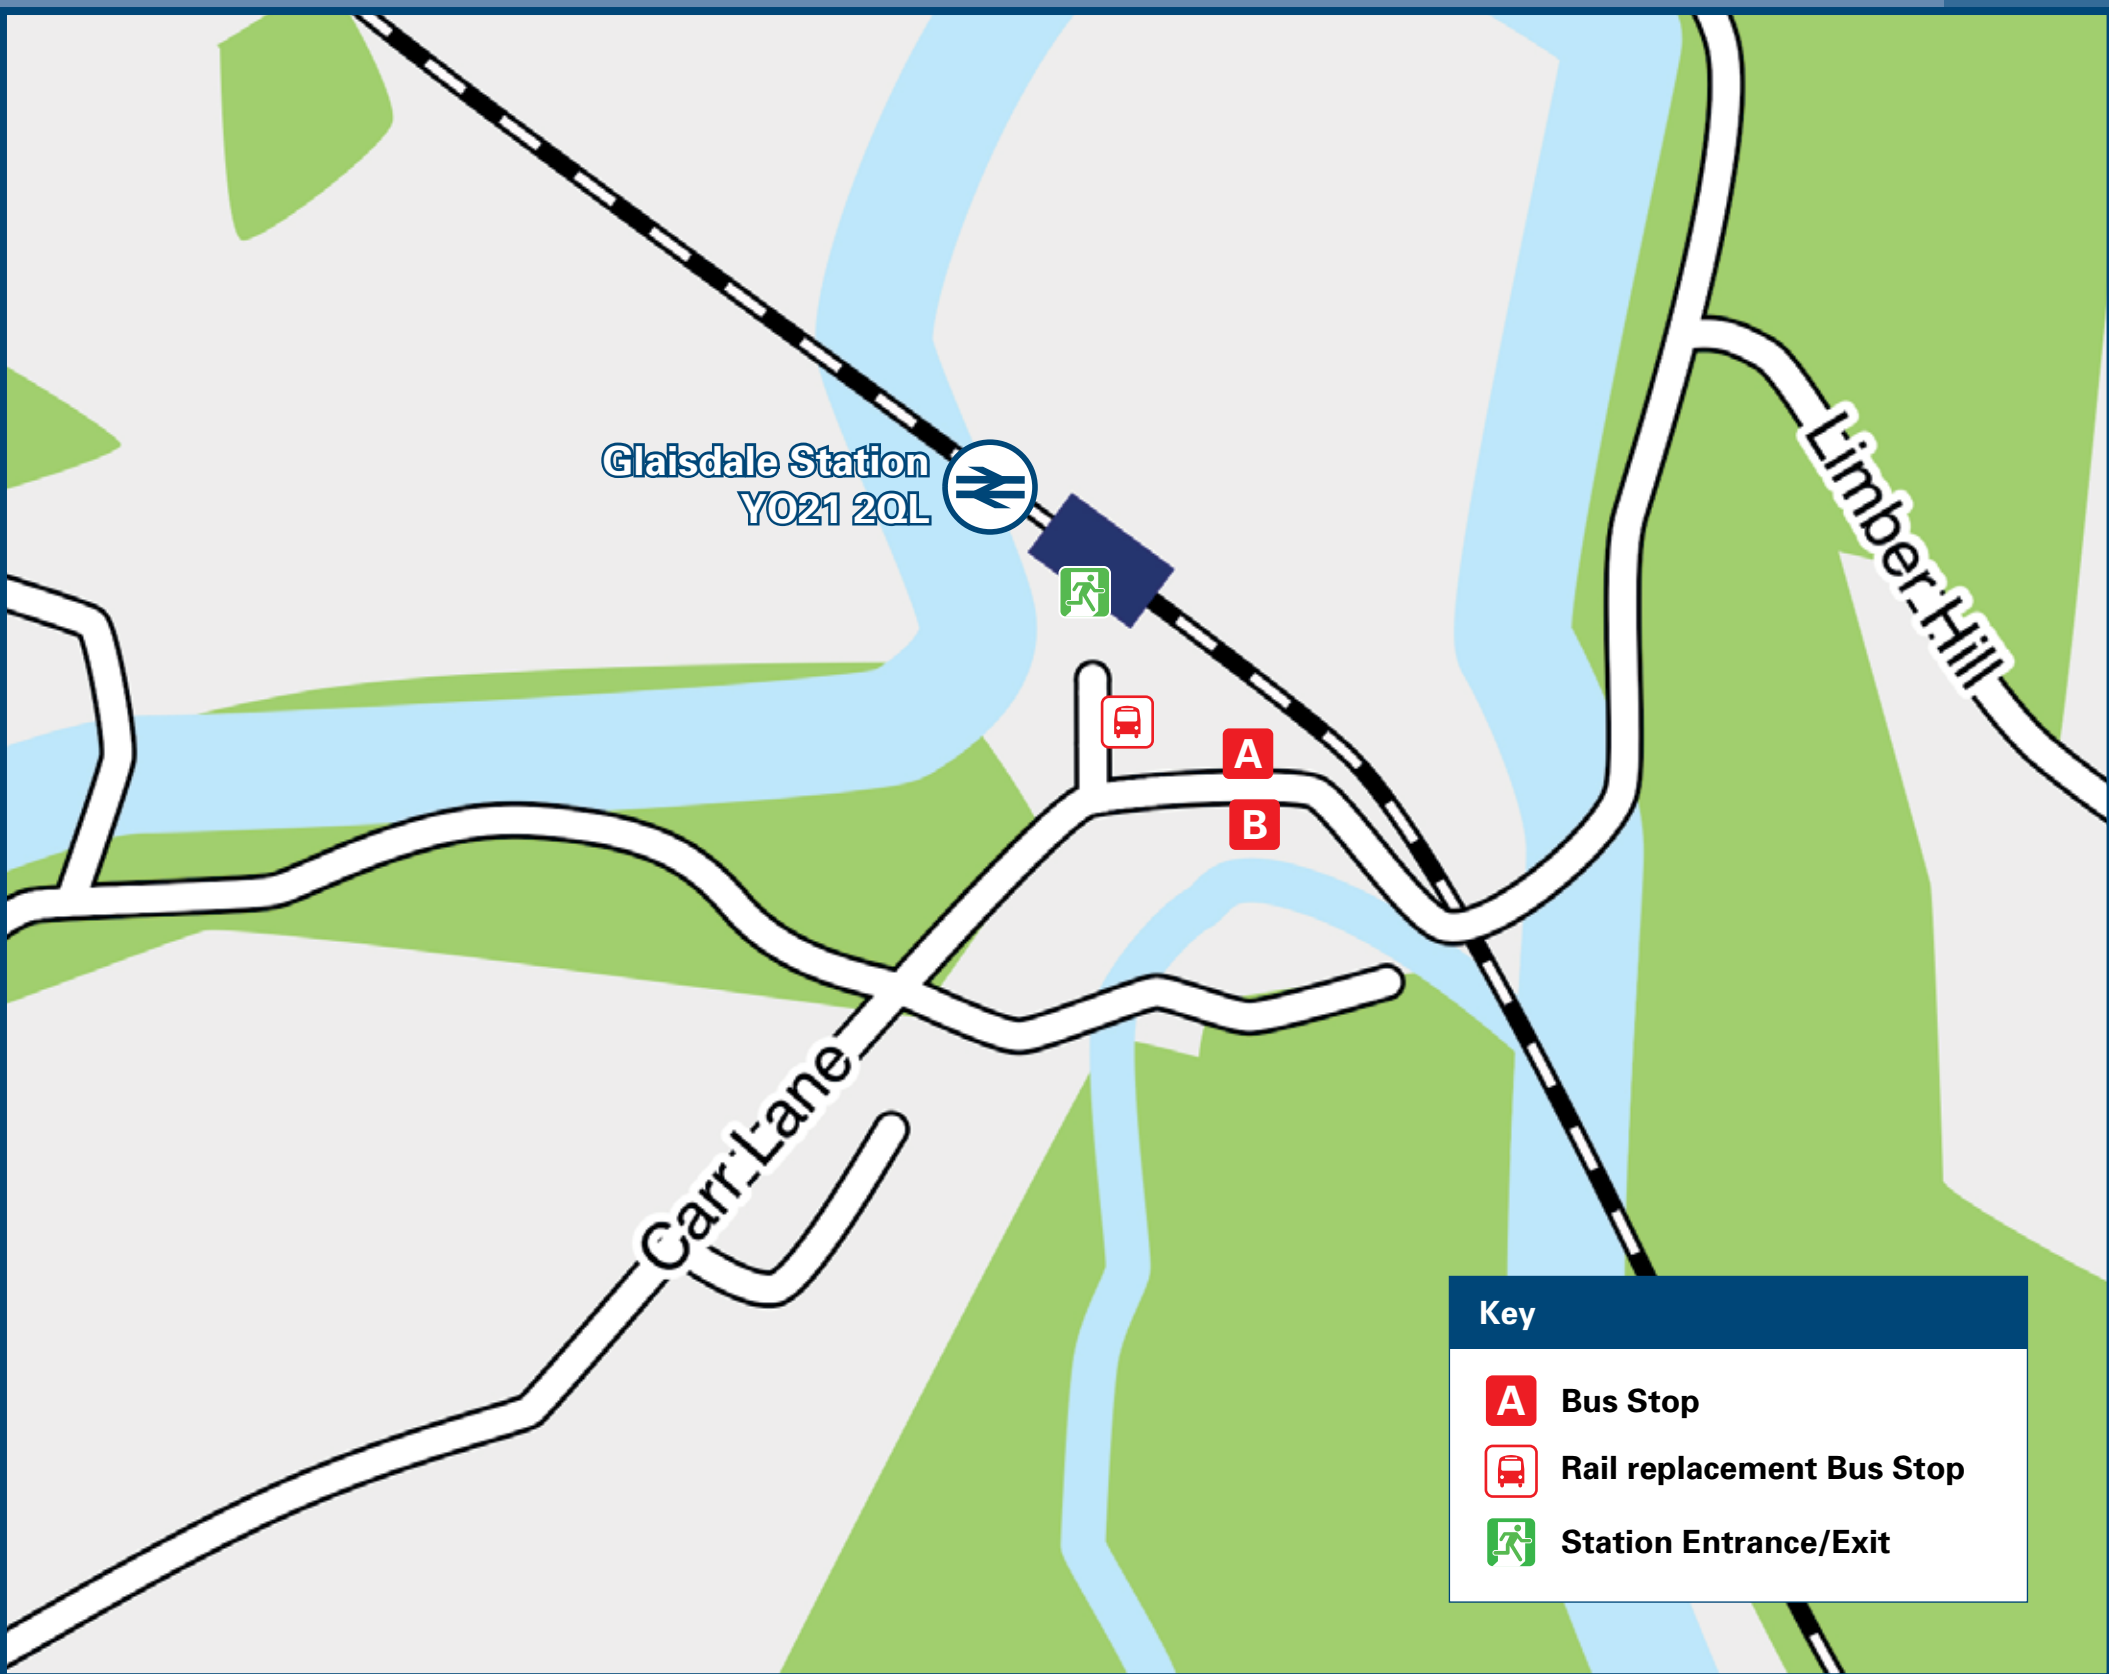 Glaisdale Station
YO21 2QL
Limber Hill
A
B
Carr Lane
Key
A Bus Stop
Rail replacement Bus Stop
Station Entrance/Exit